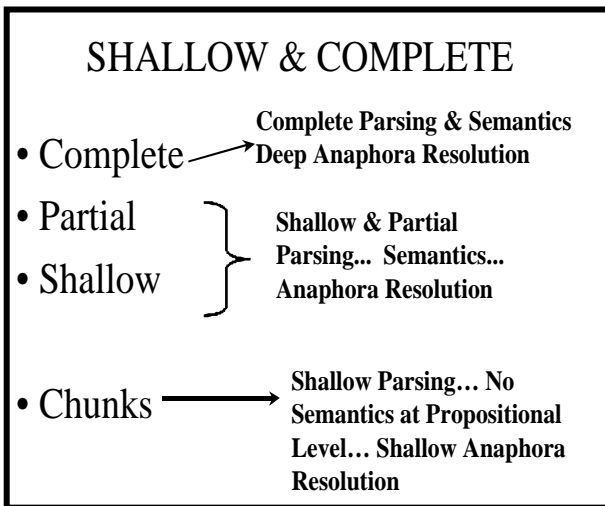 SHALLOW & COMPLETE
• Complete
Complete Parsing & Semantics
Deep Anaphora Resolution
• Partial
• Shallow
Shallow & Partial
Parsing... Semantics...
Anaphora Resolution
• Chunks
Shallow Parsing… No
Semantics at Propositional
Level… Shallow Anaphora
Resolution